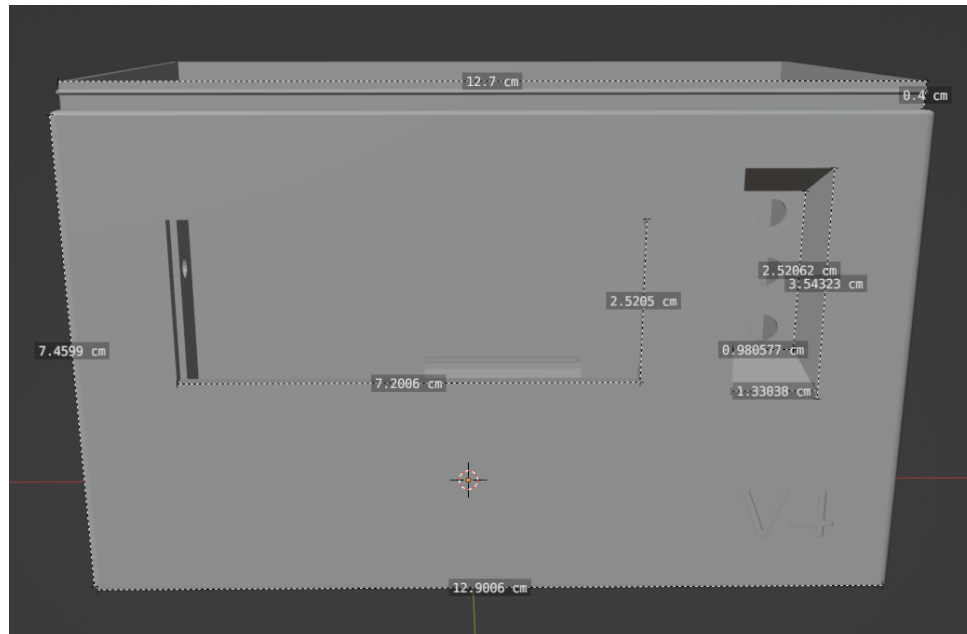 12.7 cm
0.4 cm
2.52062 cm
3.54323 cm
2.5205 cm
7.4599 cm
0.980577 cm
7.2006 cm
1.33038 cm
V4
12.9006 cm